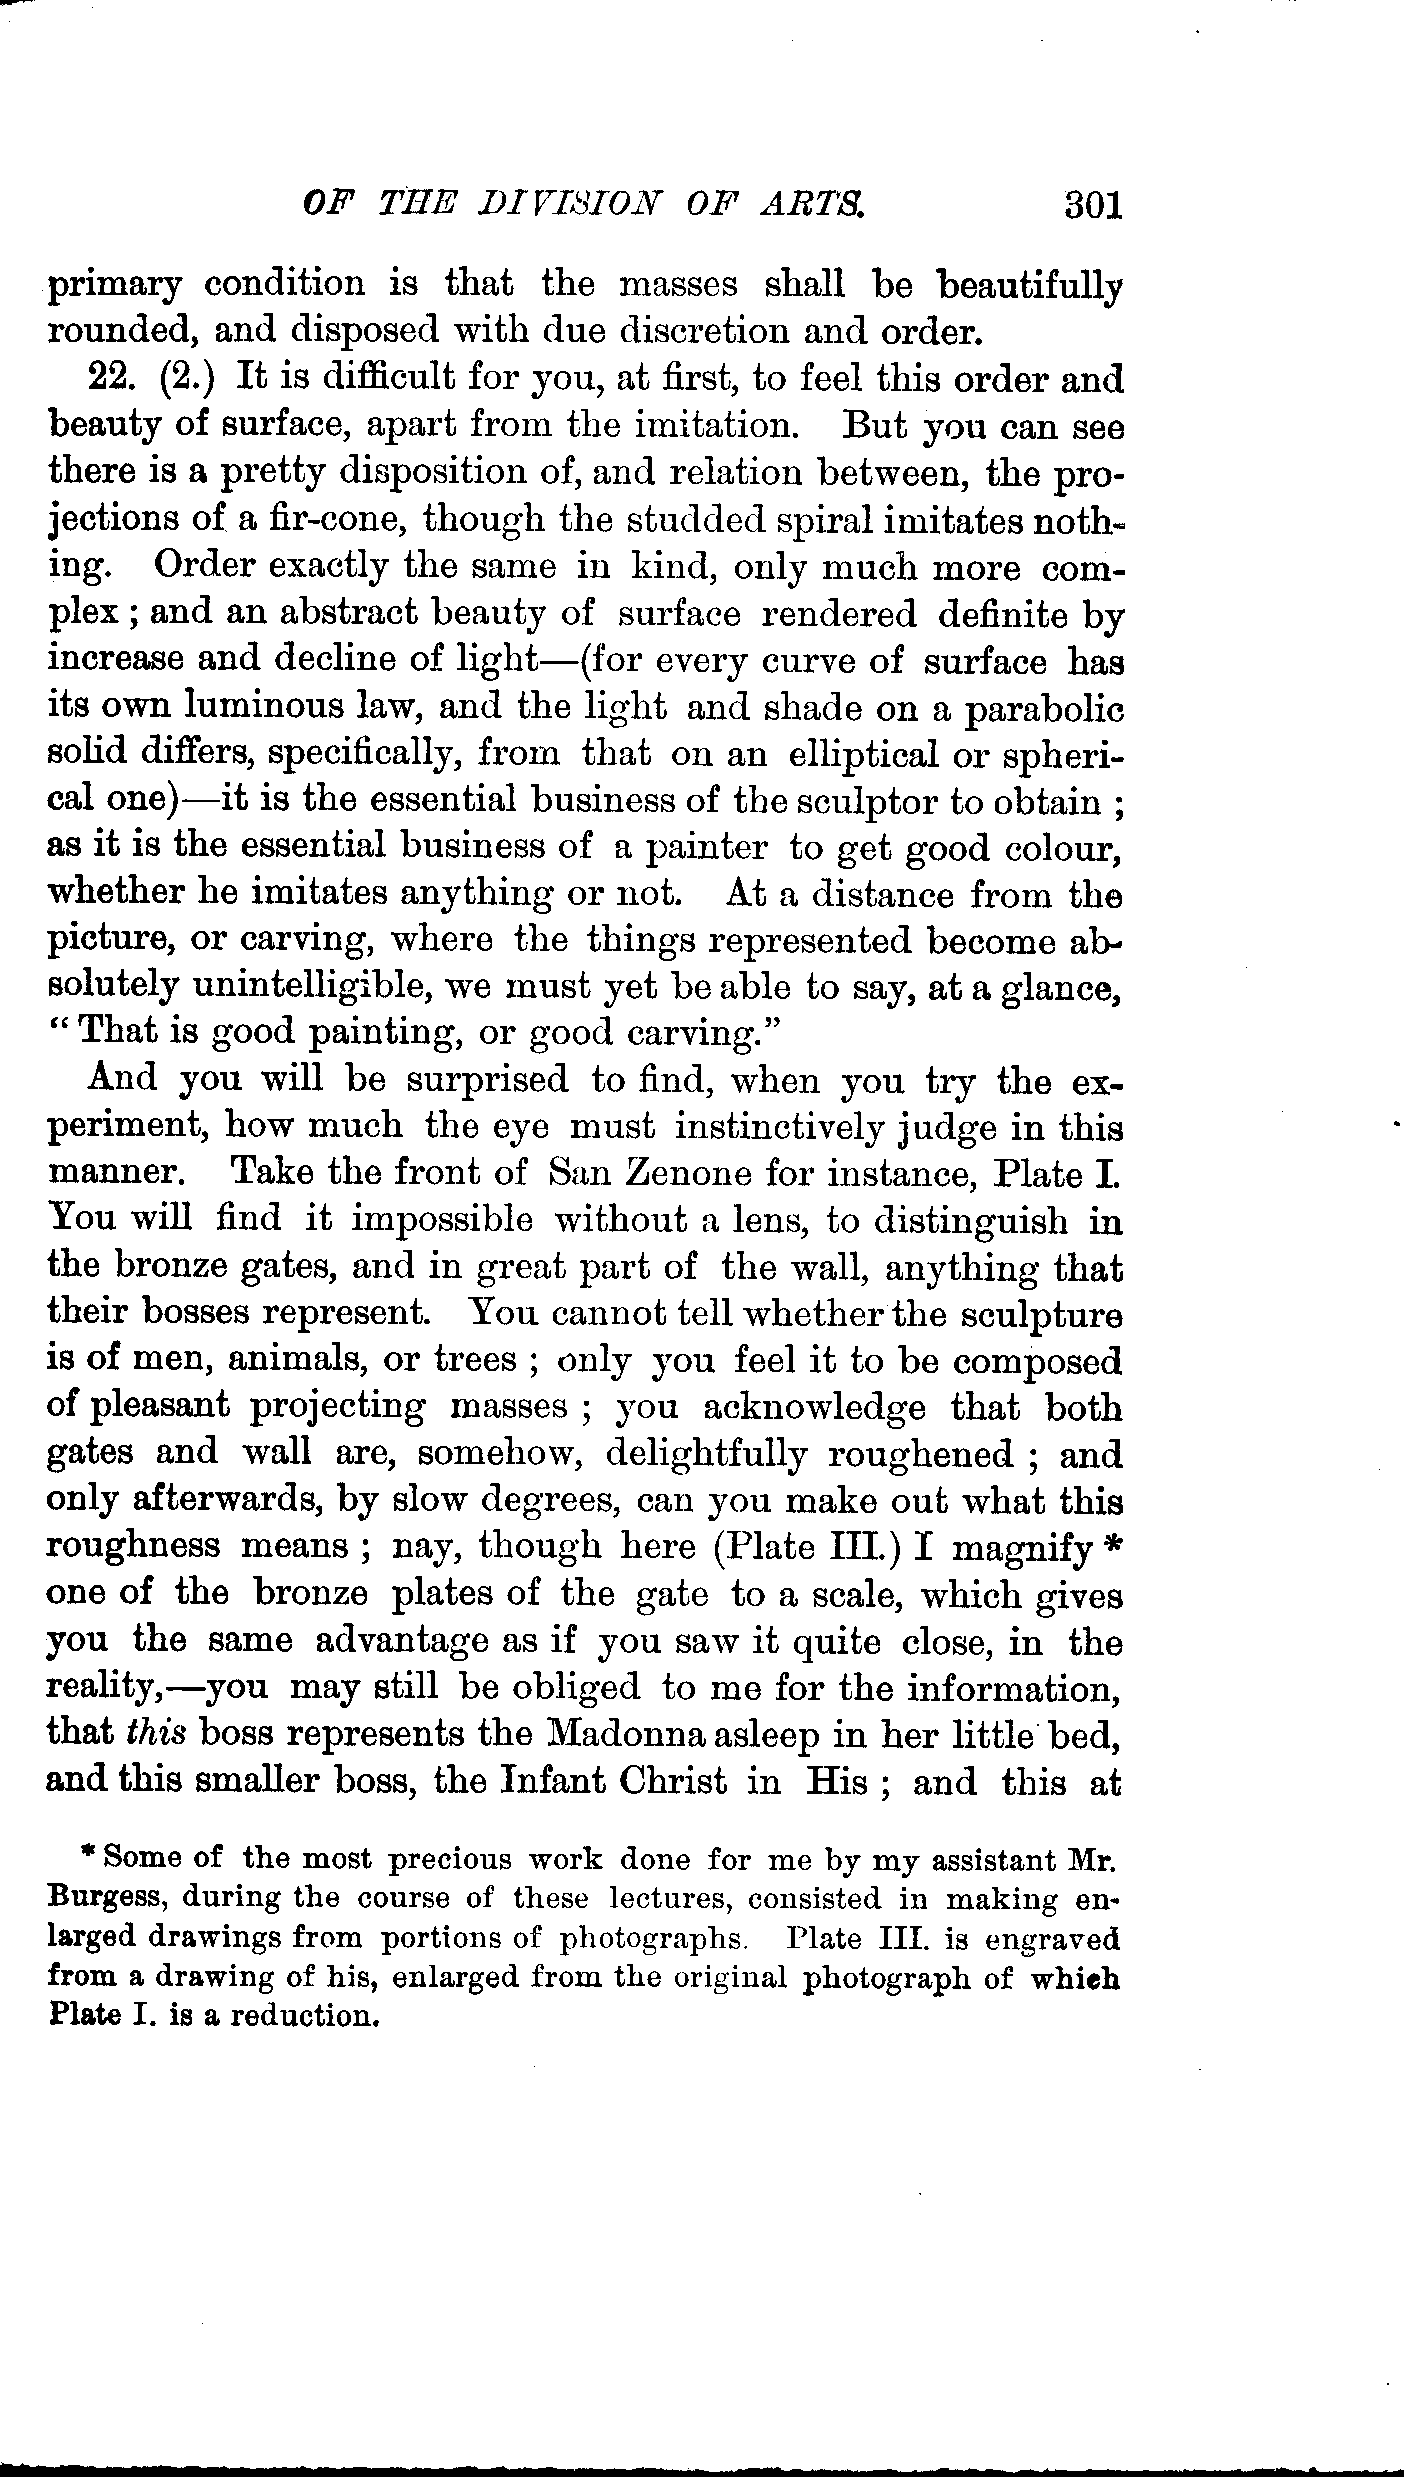 OF THE DIVISION OF ARTS. 301
primary condition is that the masses shall be beautifully
rounded, and disposed with due discretion and order.
22. (2.) It is difficult for you, at first, to feel this order and
beauty of surface, apart from the imitation. But you can see
there is a pretty disposition of, and relation between, the pro-
jections of a fir-cone, though the studded spiral imitates noth-
ing. Order exactly the same in kind, only much more com-
plex ; and an abstract beauty of surface rendered definite by
increase and decline of light—(for every curve of surface has
its own luminous law, and the light and shade on a parabolic
solid differs, specifically, from that on an elliptical or spheri-
cal one)—it is the essential business of the sculptor to obtain ;
as it is the essential business of a painter to get good colour,
whether he imitates anything or not. At a distance from the
picture, or carving, where the things represented become ab-
solutely unintelligible, we must yet be able to say, at a glance,
“ That is good painting, or good carving.”
And you will be surprised to find, when you try the ex-
periment, how much the eye must instinctively judge in this
manner. Take the front of San Zenone for instance, Plate I.
You will find it impossible without a lens, to distinguish in
the bronze gates, and in great part of the wall, anything that
their bosses represent. You cannot tell whether the sculpture
is of men, animals, or trees ; only you feel it to be composed
of pleasant projecting masses ; you acknowledge that both
gates and wall are, somehow, delightfully roughened ; and
only afterwards, by slow degrees, can you make out what this
roughness means ; nay, though here (Plate III.) I magnify *
one of the bronze plates of the gate to a scale, which gives
you the same advantage as if you saw it quite close, in the
reality,—you may still be obliged to me for the information,
that this boss represents the Madonna asleep in her little bed,
and this smaller boss, the Infant Christ in His ; and this at
* Some of the most precious work done for me by my assistant Mr.
Burgess, during the course of these lectures, consisted in making en-
larged drawings from portions of photographs. Plate III. is engraved
from a drawing of his, enlarged from the original photograph of which
Plate I. is a reduction.